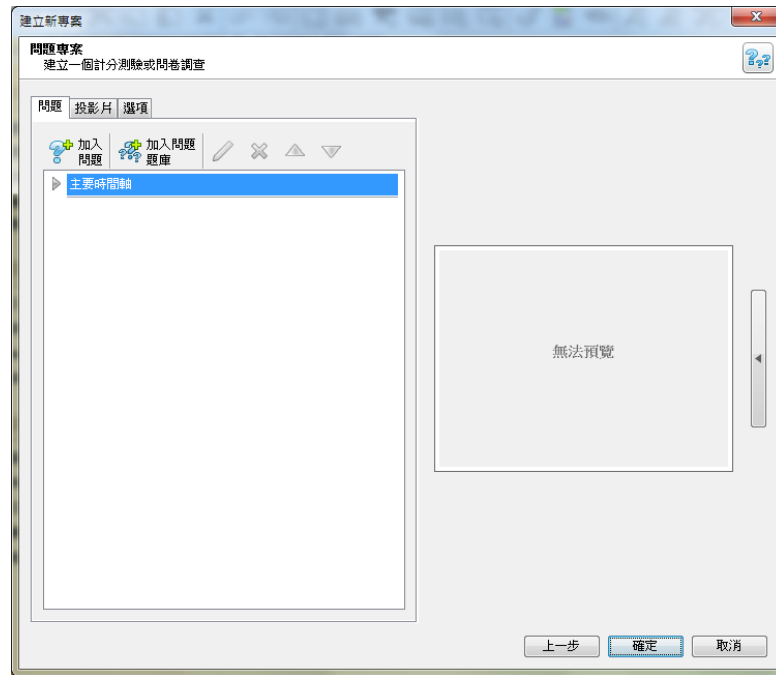 建立新專案
問題專案
建立一個計分測驗或問卷調查
問題 投影片 選項
加入問題 加入問題題庫
主要時間軸
無法預覽
上一步 確定 取消